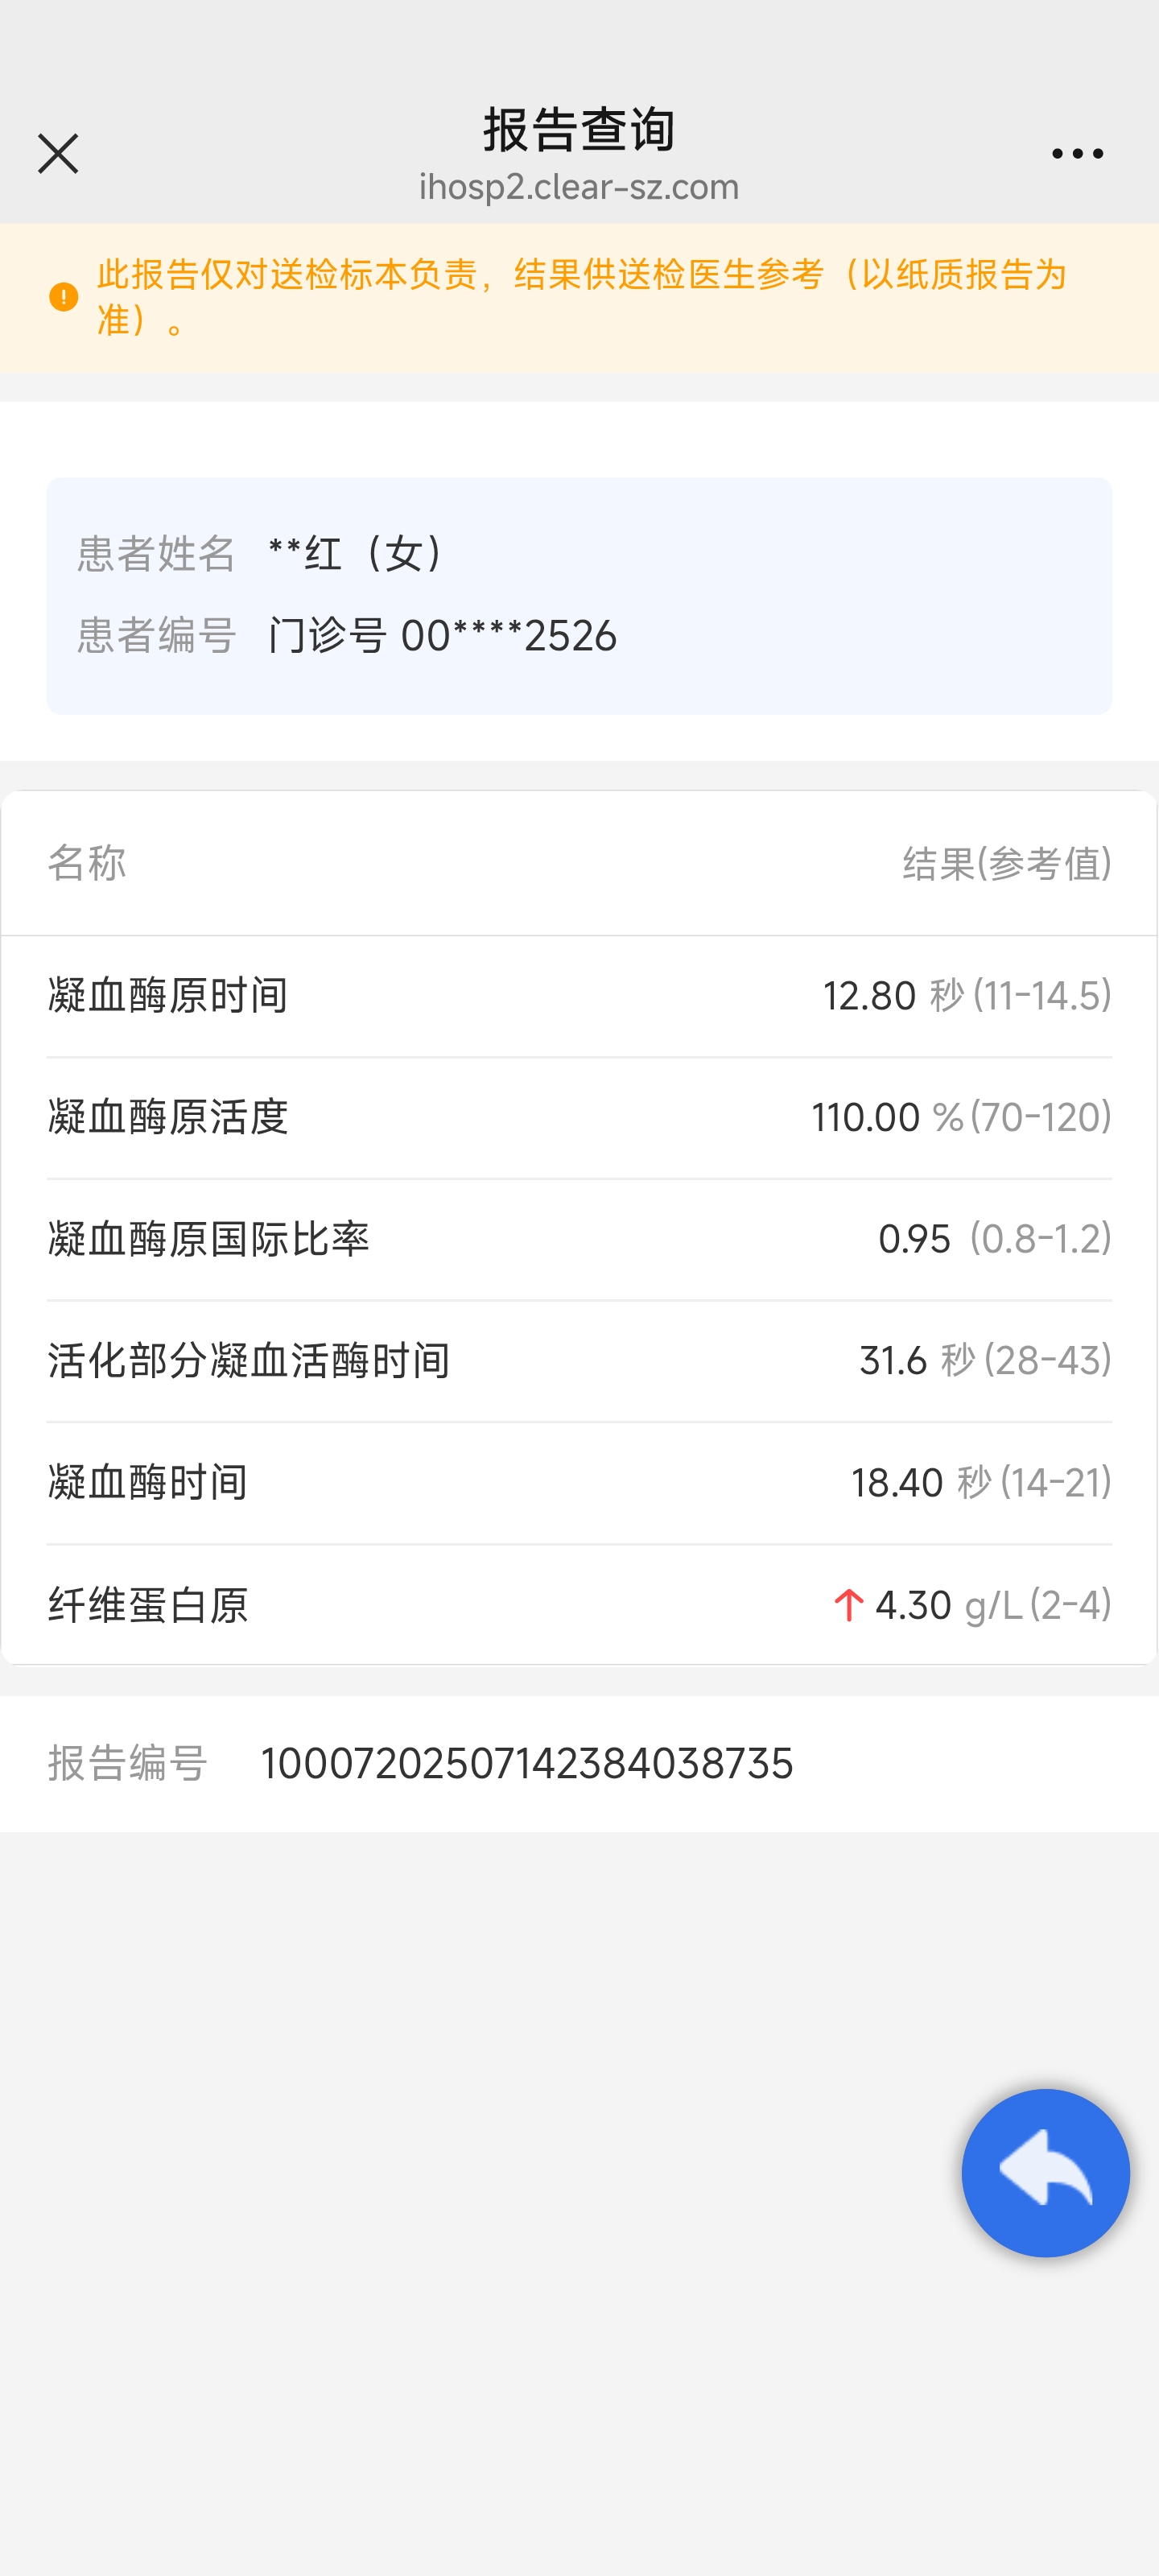 报告查询
ihosp2.clear-sz.com
此报告仅对送检标本负责，结果供送检医生参考（以纸质报告为
准）。
患者姓名 **红（女）
患者编号 门诊号 00****2526
名称 结果(参考值)
凝血酶原时间 12.80 秒(11-14.5)
凝血酶原活度 110.00 %(70-120)
凝血酶原国际比率 0.95 (0.8-1.2)
活化部分凝血活酶时间 31.6 秒(28-43)
凝血酶时间 18.40 秒(14-21)
纤维蛋白原 ↑ 4.30 g/L(2-4)
报告编号 10007202507142384038735